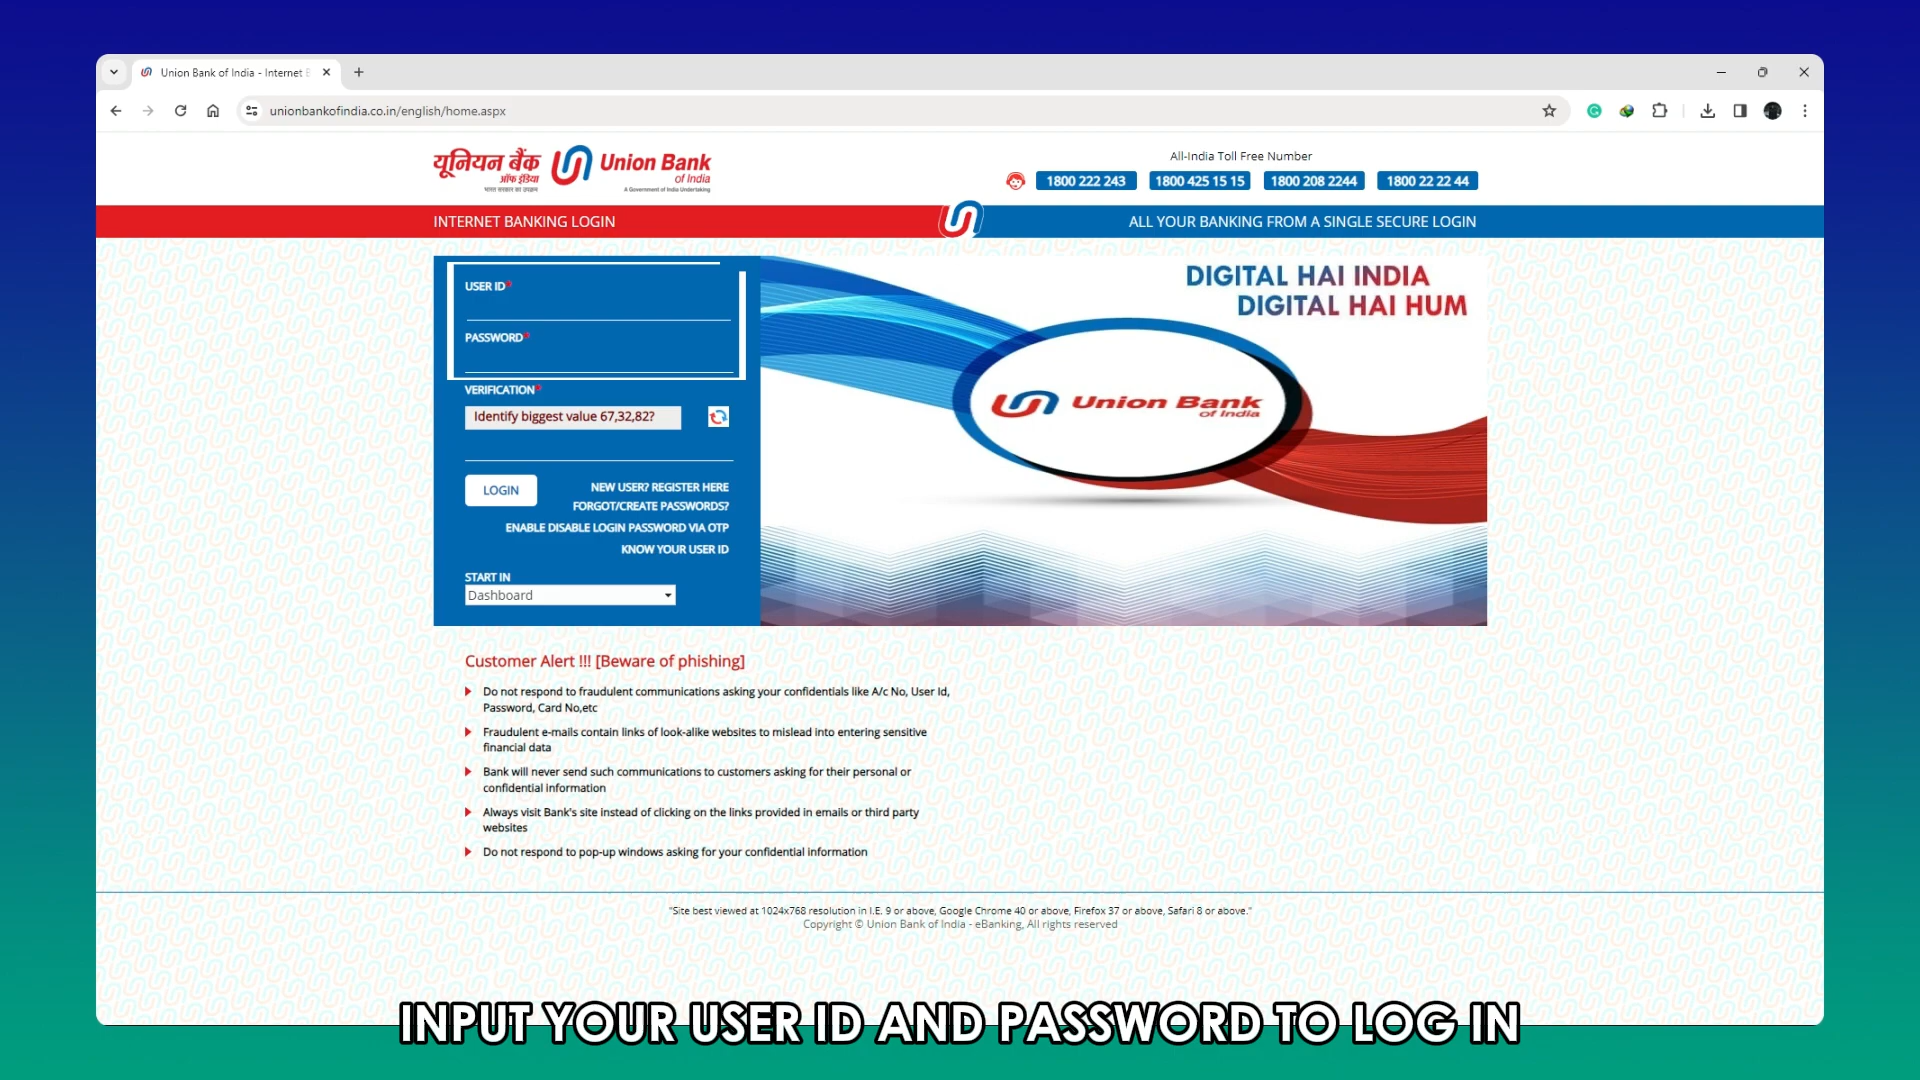 Union Bank of India - Internet
unionbankofindia.co.in/english/home.aspx
यूनियन बैंक
ऑफ इंडिया
भारत सरकार का उपक्रम
Union Bank
of India
A Government of India Undertaking
All-India Toll Free Number
1800 222 243
1800 425 15 15
1800 208 2244
1800 22 22 44
INTERNET BANKING LOGIN
ALL YOUR BANKING FROM A SINGLE SECURE LOGIN
USER ID*
PASSWORD*
VERIFICATION*
Identify biggest value 67,32,82?
LOGIN
NEW USER? REGISTER HERE
FORGOT/CREATE PASSWORDS?
ENABLE DISABLE LOGIN PASSWORD VIA OTP
KNOW YOUR USER ID
START IN
Dashboard
DIGITAL HAI INDIA
DIGITAL HAI HUM
Union Bank
of India
Customer Alert !!! [Beware of phishing]
Do not respond to fraudulent communications asking your confidentials like A/c No, User Id,
Password, Card No,etc
Fraudulent e-mails contain links of look-alike websites to mislead into entering sensitive
financial data
Bank will never send such communications to customers asking for their personal or
confidential information
Always visit Bank's site instead of clicking on the links provided in emails or third party
websites
Do not respond to pop-up windows asking for your confidential information
"Site best viewed at 1024x768 resolution in I.E. 9 or above, Google Chrome 40 or above, Firefox 37 or above, Safari 8 or above."
Copyright © Union Bank of India - eBanking, All rights reserved
INPUT YOUR USER ID AND PASSWORD TO LOG IN